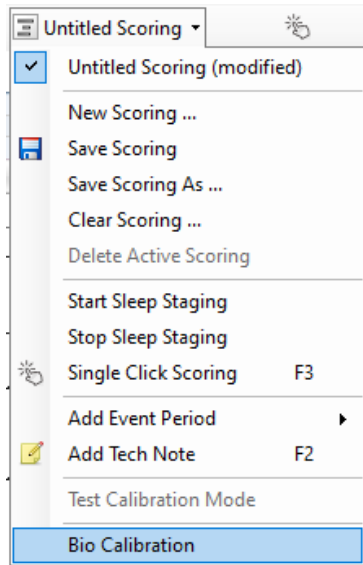 Untitled Scoring
Untitled Scoring (modified)
New Scoring ...
Save Scoring
Save Scoring As ...
Clear Scoring ...
Delete Active Scoring
Start Sleep Staging
Stop Sleep Staging
Single Click Scoring F3
Add Event Period
Add Tech Note F2
Test Calibration Mode
Bio Calibration